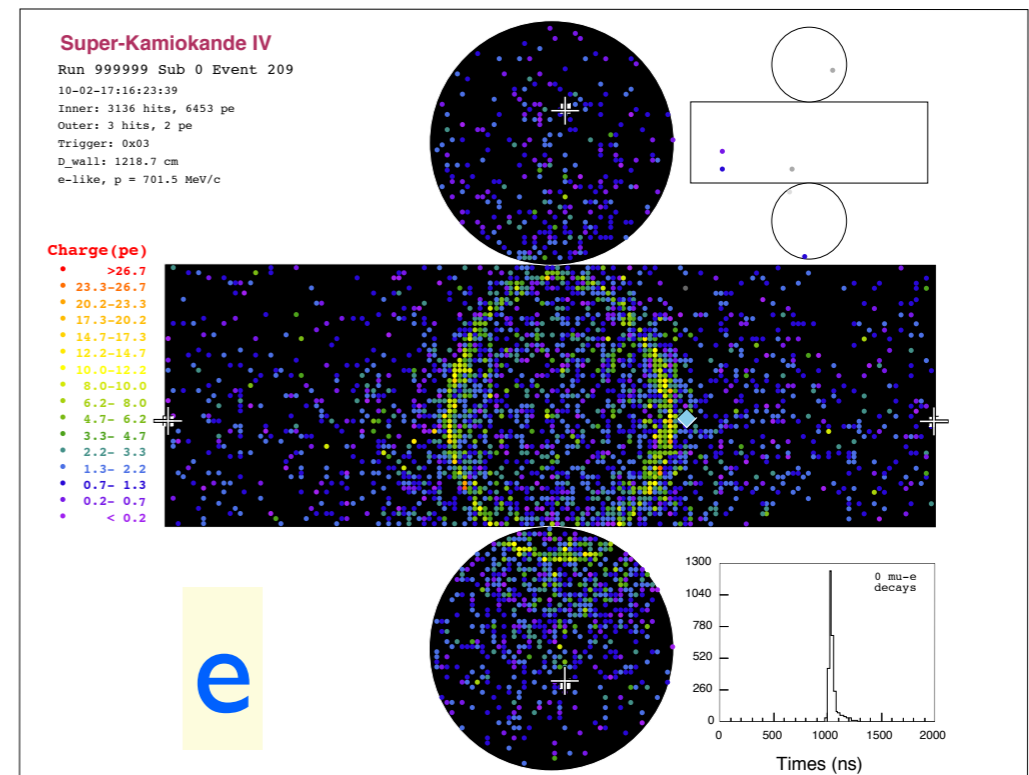 Super-Kamiokande IV
Run 999999 Sub 0 Event 209
10-02-17:16:23:39
Inner: 3136 hits, 6453 pe
Outer: 3 hits, 2 pe
Trigger: 0x03
D_wall: 1218.7 cm
e-like, p = 701.5 MeV/c
Charge(pe)
>26.7
23.3-26.7
20.2-23.3
17.3-20.2
14.7-17.3
12.2-14.7
10.0-12.2
8.0-10.0
6.2- 8.0
4.7- 6.2
3.3- 4.7
2.2- 3.3
1.3- 2.2
0.7- 1.3
0.2- 0.7
< 0.2
e
0 mu-e
decays
1300
1040
780
520
260
0
0 500 1000 1500 2000
Times (ns)